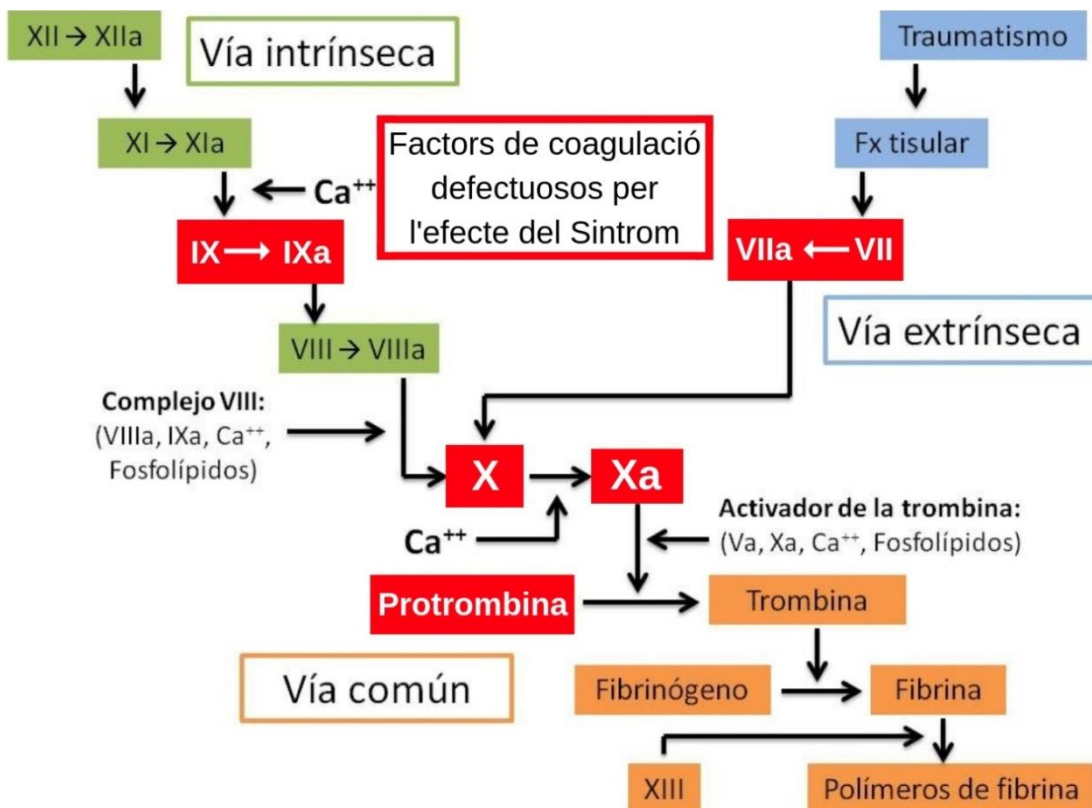 XII → XIIa
Vía intrínseca
Traumatismo
XI → XIa
Factors de coagulació
defectuosos per
l'efecte del Sintrom
Fx tisular
Ca⁺⁺
IX → IXa
VIIa ← VII
Vía extrínseca
VIII → VIIIa
Complejo VIII:
(VIIIa, IXa, Ca⁺⁺,
Fosfolípidos)
X
Xa
Ca⁺⁺
Activador de la trombina:
(Va, Xa, Ca⁺⁺, Fosfolípidos)
Protrombina
Trombina
Vía común
Fibrinógeno
Fibrina
XIII
Polímeros de fibrina